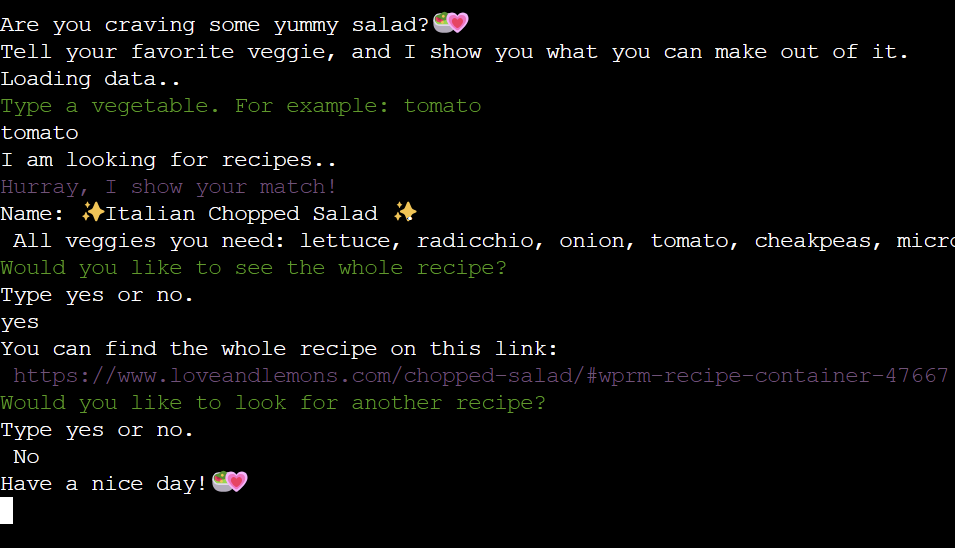 Are you craving some yummy salad?🥗💗
Tell your favorite veggie, and I show you what you can make out of it.
Loading data..
Type a vegetable. For example: tomato
tomato
I am looking for recipes..
Hurray, I show your match!
Name: ✨Italian Chopped Salad ✨
All veggies you need: lettuce, radicchio, onion, tomato, cheakpeas, micro
Would you like to see the whole recipe?
Type yes or no.
yes
You can find the whole recipe on this link:
https://www.loveandlemons.com/chopped-salad/#wprm-recipe-container-47667
Would you like to look for another recipe?
Type yes or no.
No
Have a nice day!🥗💗